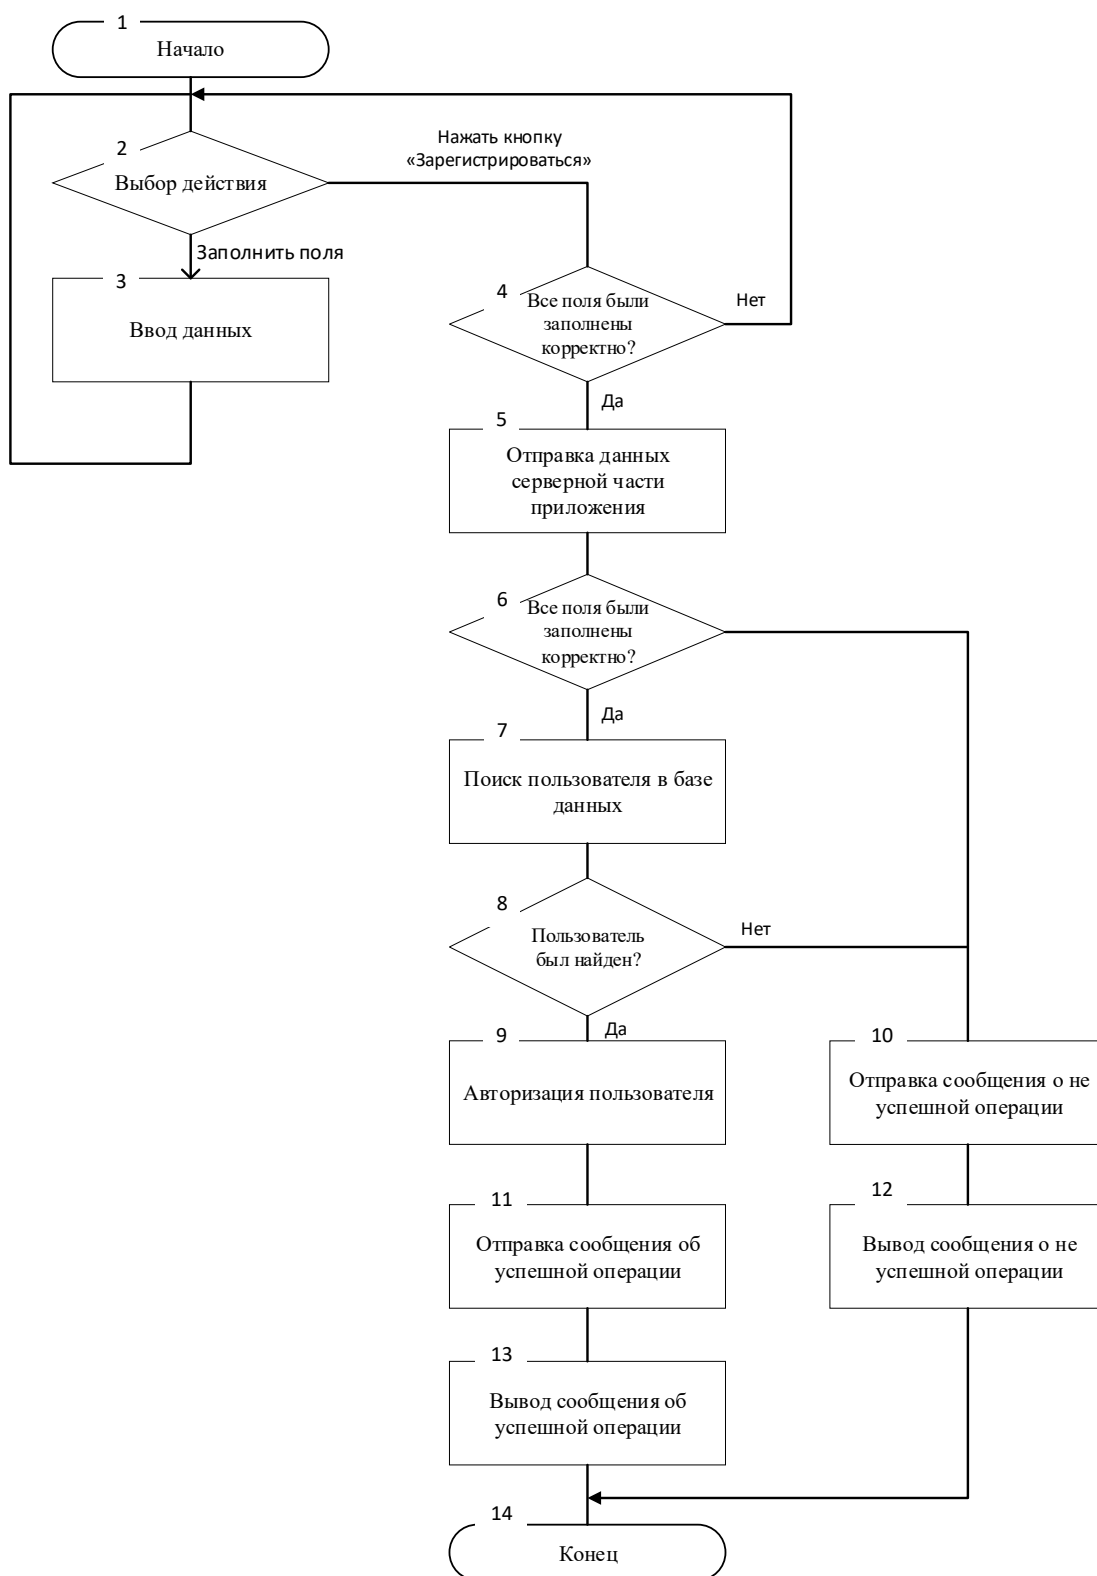 1
Начало
2
Выбор действия
Нажать кнопку
«Зарегистрироваться»
Заполнить поля
3
Ввод данных
4
Все поля были
заполнены
корректно?
Нет
Да
5
Отправка данных
серверной части
приложения
6
Все поля были
заполнены
корректно?
Да
7
Поиск пользователя в базе
данных
8
Пользователь
был найден?
Нет
Да
9
Авторизация пользователя
10
Отправка сообщения о не
успешной операции
11
Отправка сообщения об
успешной операции
12
Вывод сообщения о не
успешной операции
13
Вывод сообщения об
успешной операции
14
Конец